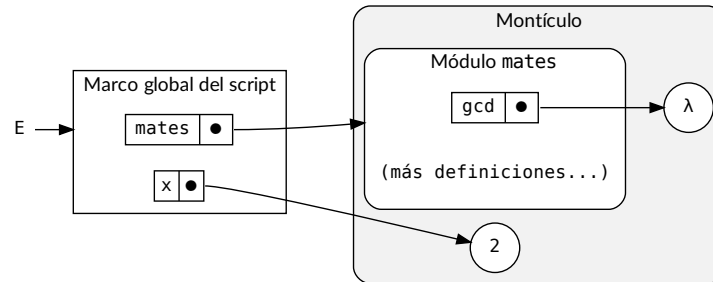 Montículo
Módulo mates
Marco global del script
gcd
λ
E
mates
(más definiciones...)
x
2